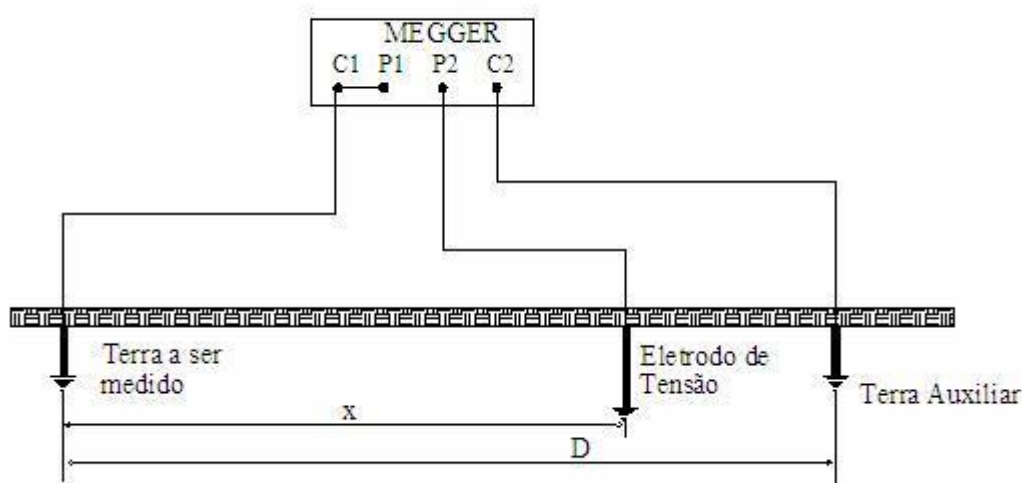 MEGGER
C1 P1 P2 C2
Terra a ser
medido
Eletrodo de
Tensão
Terra Auxiliar
x
D